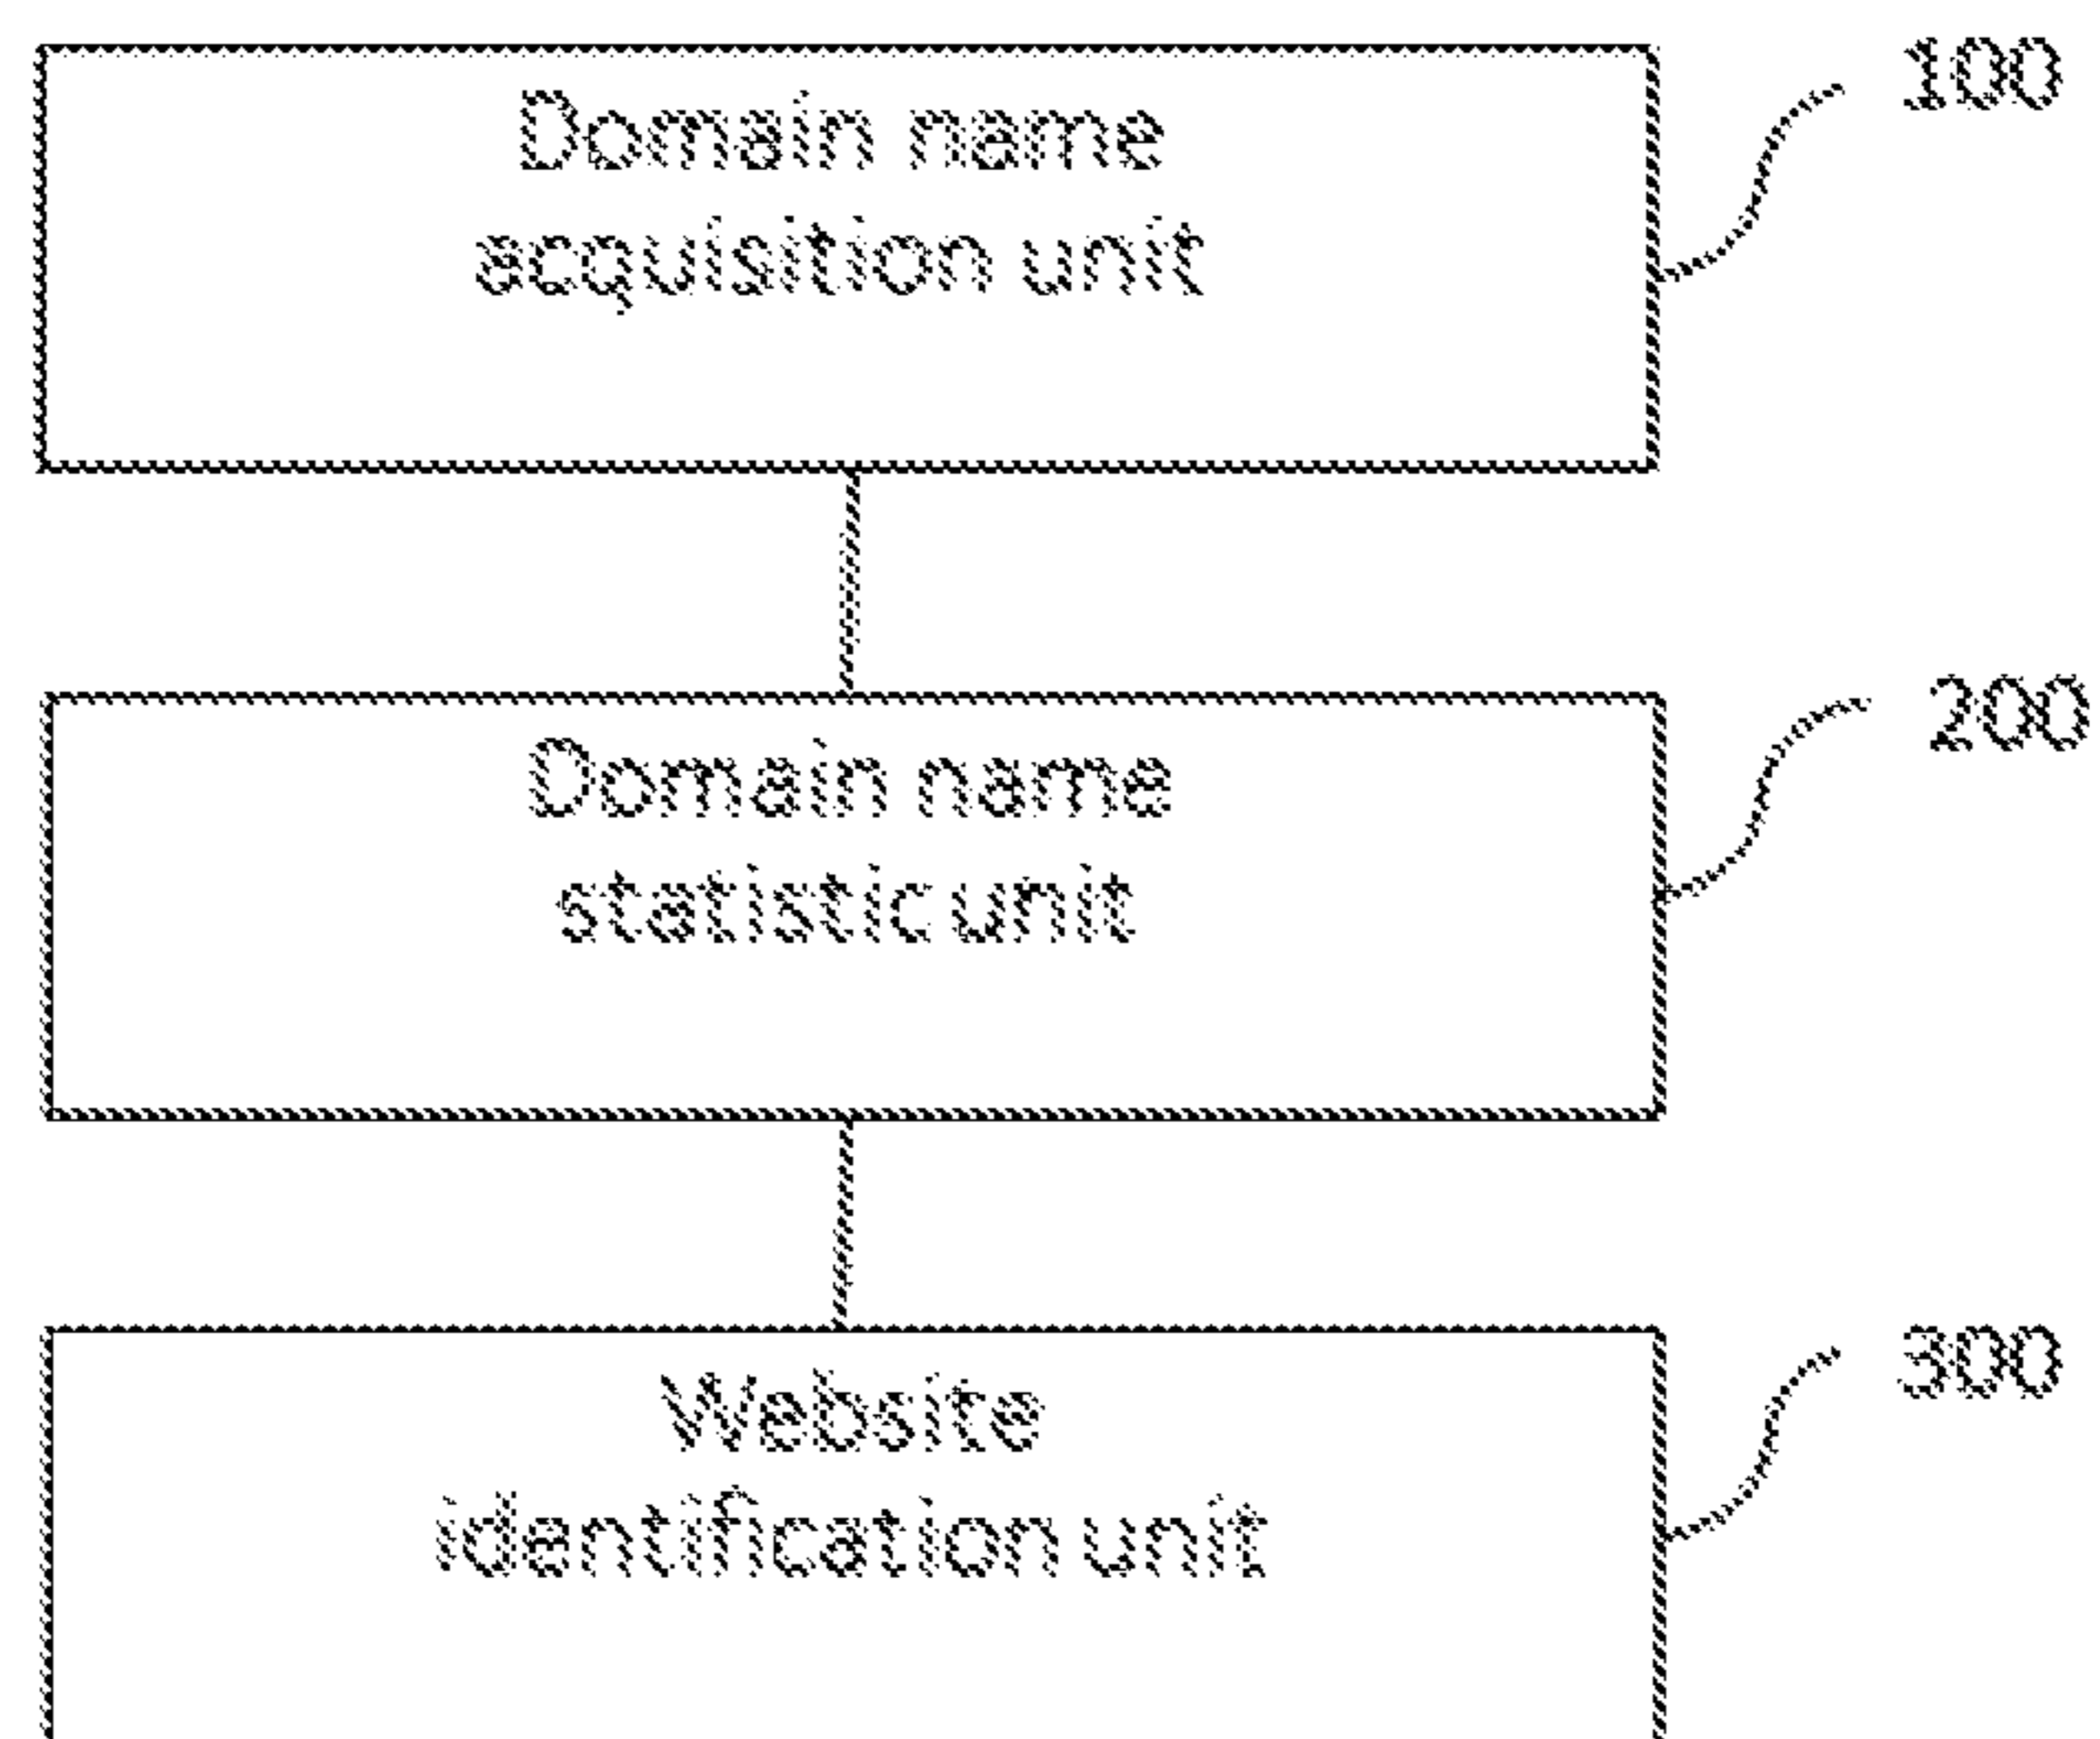 Domain name
acquisition unit
100
Domain name
statistic unit
200
Website
identification unit
300